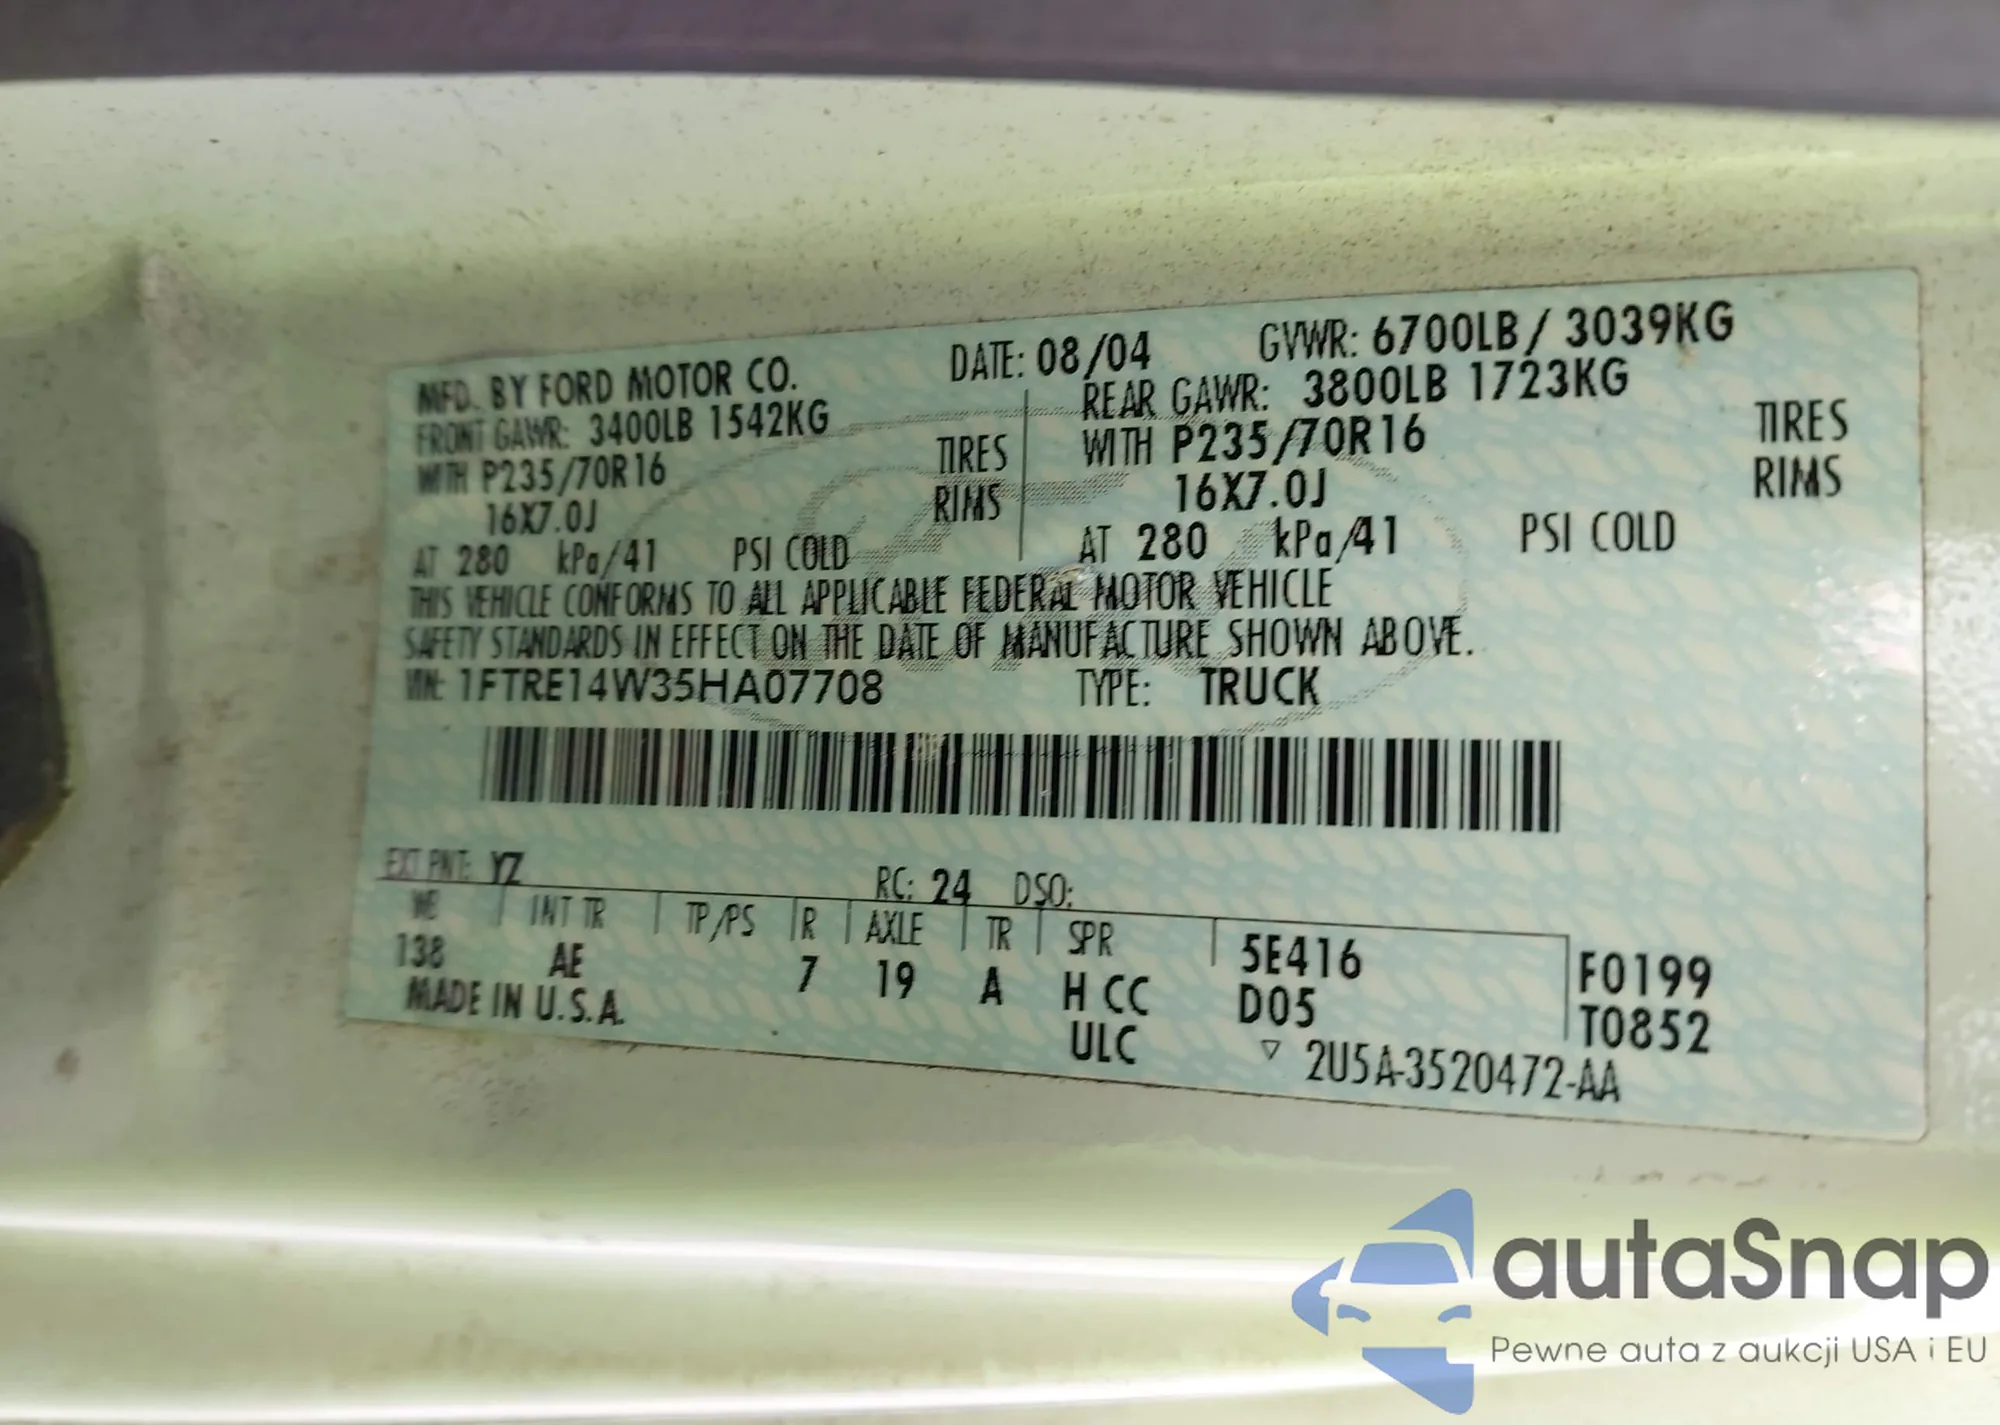 MFD. BY FORD MOTOR CO. DATE: 08/04 GVWR: 6700LB/ 3039KG
FRONT GAWR: 3400LB 1542KG REAR GAWR: 3800LB 1723KG
WITH P235/70R16 TIRES WITH P235/70R16 TIRES
16X7.0J RIMS 16X7.0J RIMS
AT 280 kPa/41 PSI COLD AT 280 kPa/41 PSI COLD
THIS VEHICLE CONFORMS TO ALL APPLICABLE FEDERAL MOTOR VEHICLE
SAFETY STANDARDS IN EFFECT ON THE DATE OF MANUFACTURE SHOWN ABOVE.
VIN: 1FTRE14W35HA07708 TYPE: TRUCK
EXT PNT: YZ RC: 24 DSO:
WB INT TR TP/PS R AXLE TR SPR 5E416 F0199
138 AE 7 19 A H CC D05 T0852
MADE IN U.S.A. ULC ▽ 2U5A-3520472-AA
autaSnap
Pewne auta z aukcji USA i EU